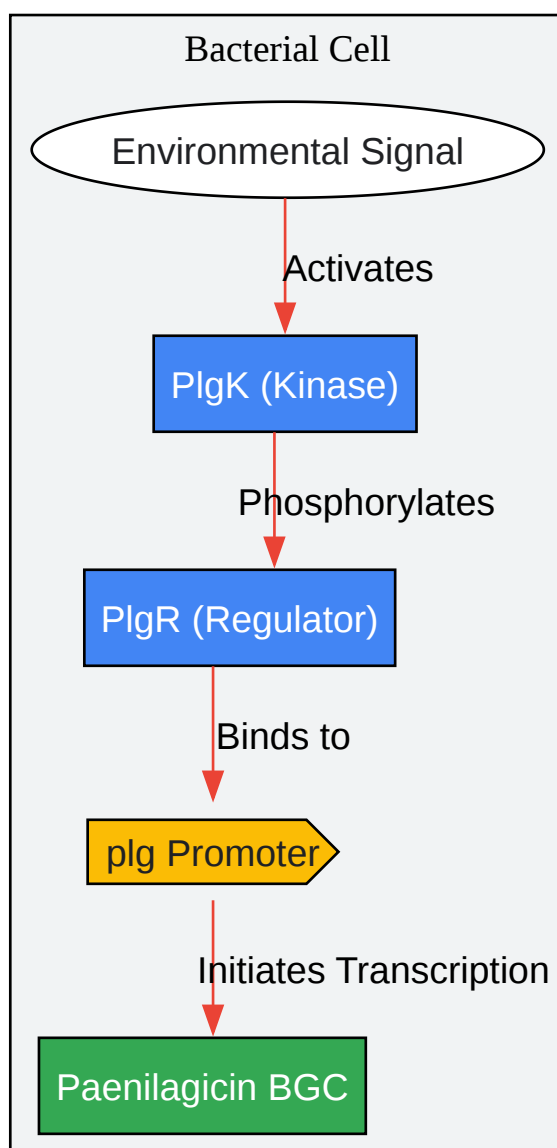 Bacterial Cell
Environmental Signal
Activates
PlgK (Kinase)
Phosphorylates
PlgR (Regulator)
Binds to
plg Promoter
Initiates Transcription
Paenilagicin BGC